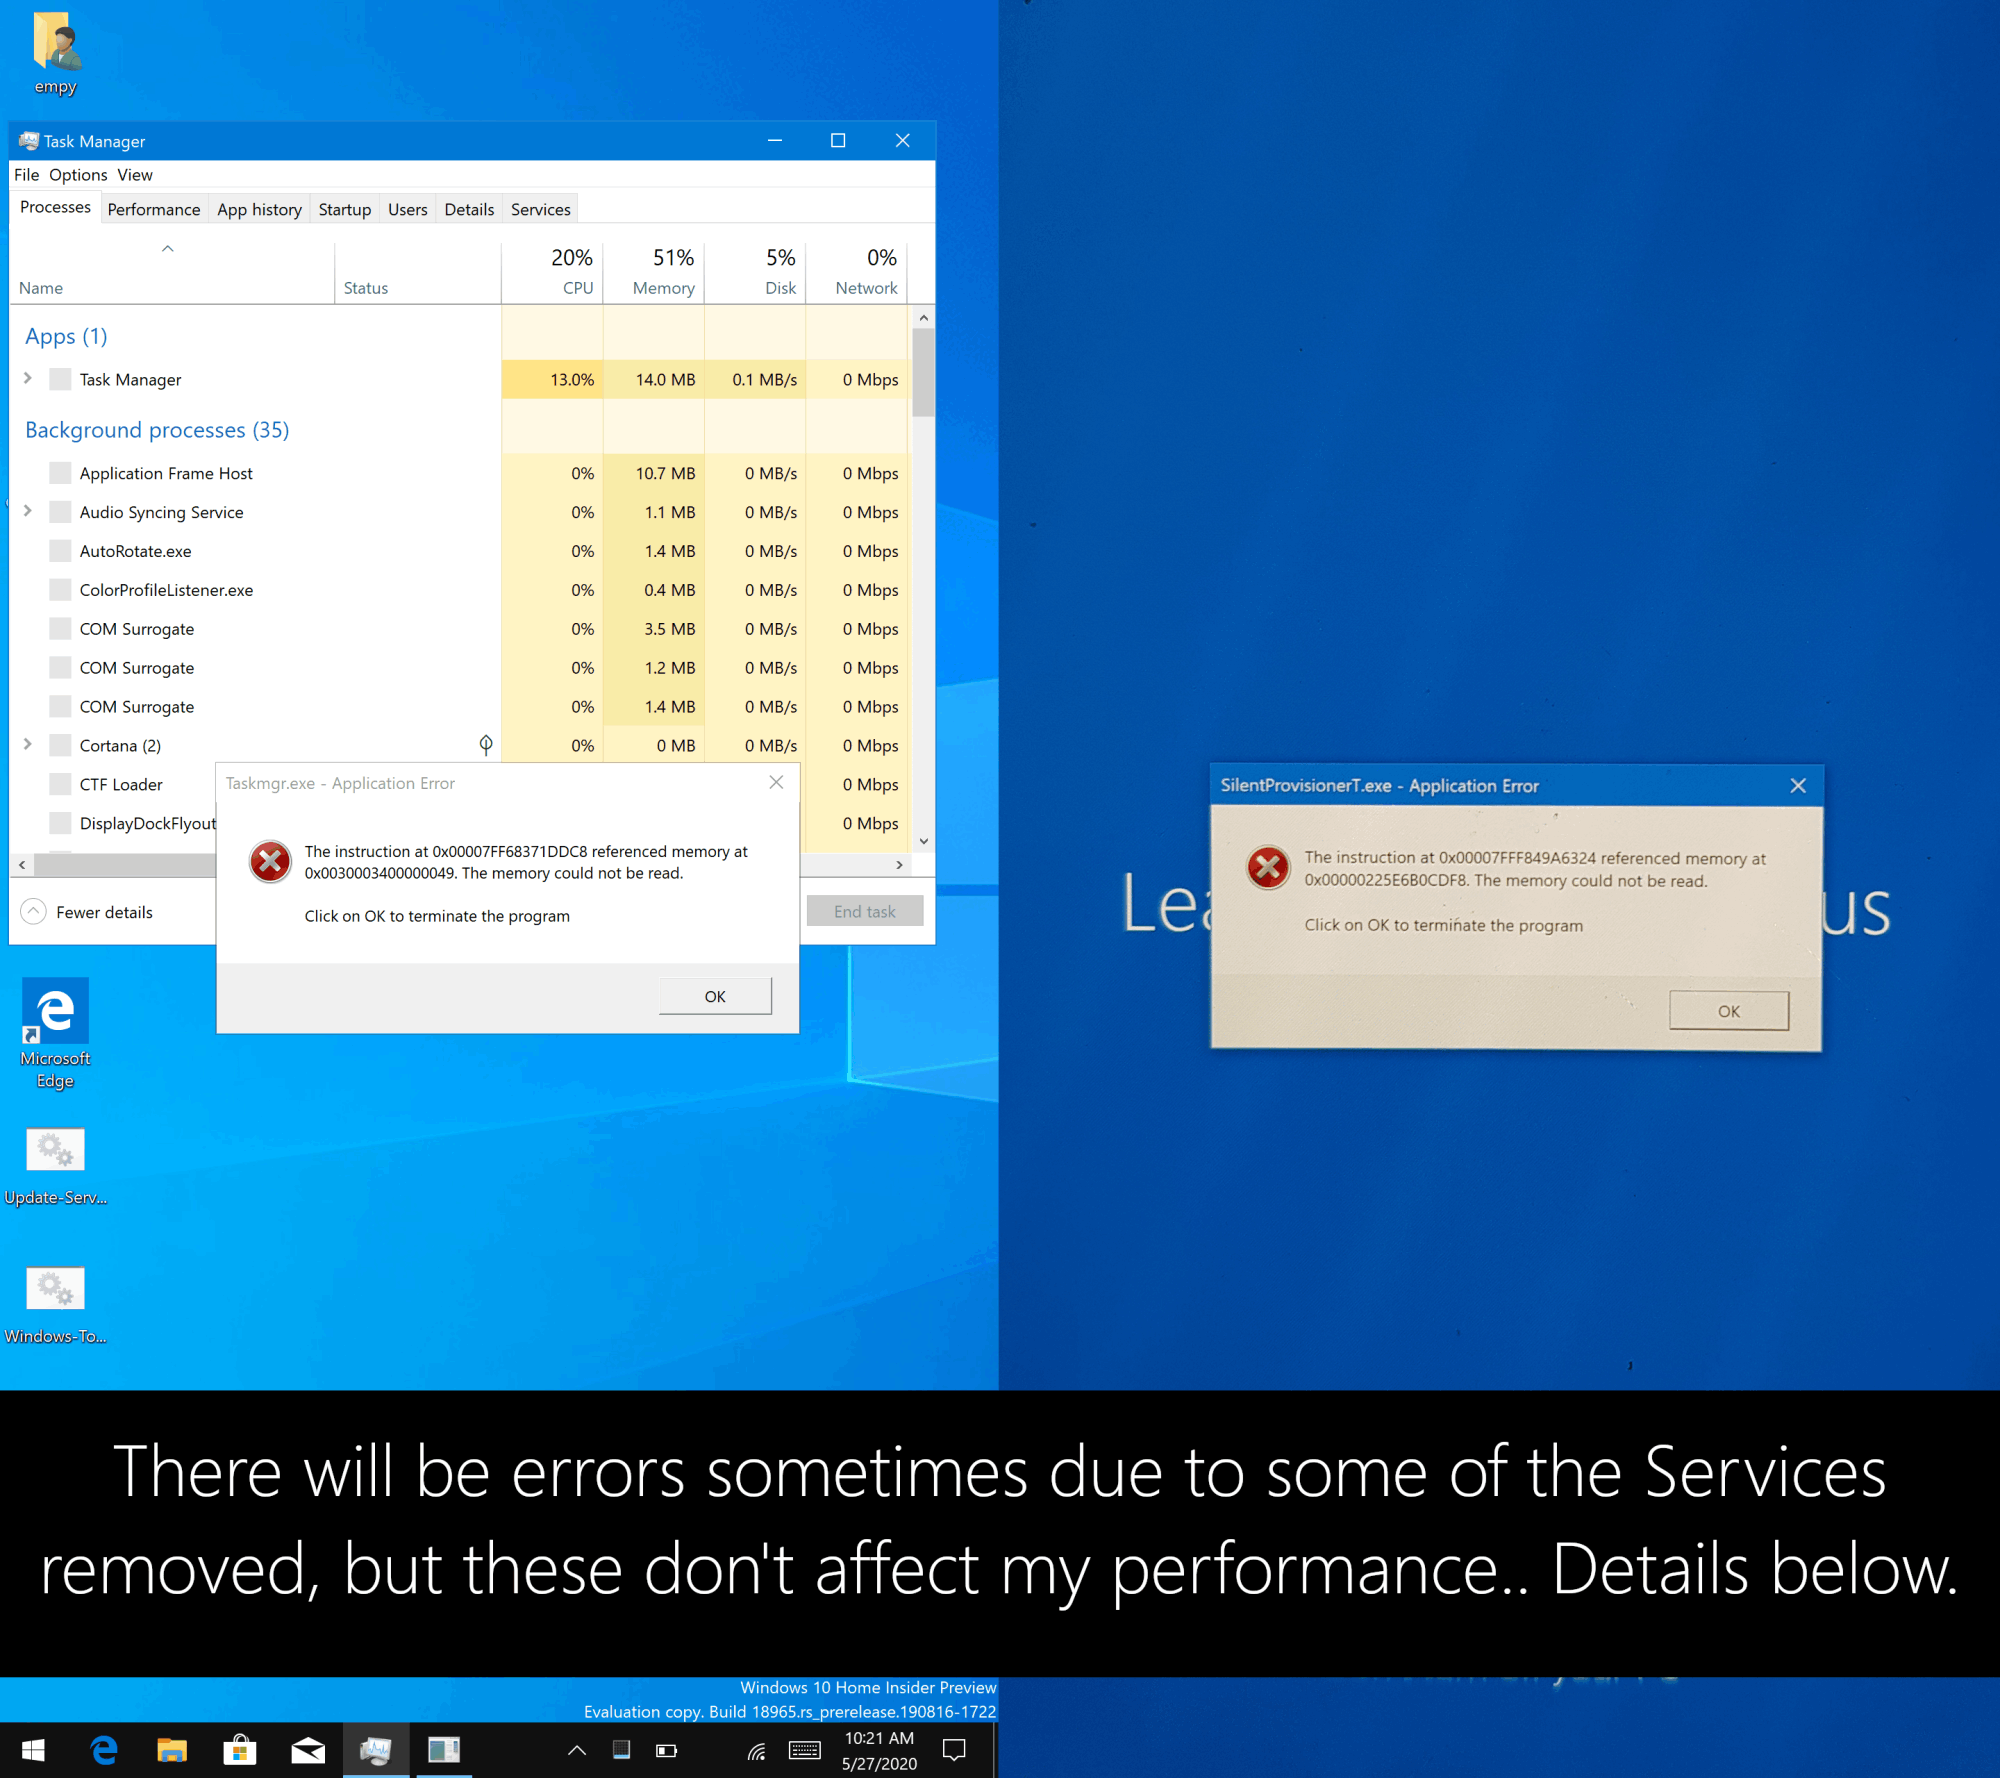 empy
Task Manager
File Options View
Processes Performance App history Startup Users Details Services
20% 51% 5% 0%
Name Status CPU Memory Disk Network
Apps (1)
Task Manager 13.0% 14.0 MB 0.1 MB/s 0 Mbps
Background processes (35)
Application Frame Host 0% 10.7 MB 0 MB/s 0 Mbps
Audio Syncing Service 0% 1.1 MB 0 MB/s 0 Mbps
AutoRotate.exe 0% 1.4 MB 0 MB/s 0 Mbps
ColorProfileListener.exe 0% 0.4 MB 0 MB/s 0 Mbps
COM Surrogate 0% 3.5 MB 0 MB/s 0 Mbps
COM Surrogate 0% 1.2 MB 0 MB/s 0 Mbps
COM Surrogate 0% 1.4 MB 0 MB/s 0 Mbps
Cortana (2) 0% 0 MB 0 MB/s 0 Mbps
CTF Loader 0 Mbps
DisplayDockFlyout 0 Mbps
Fewer details End task
Taskmgr.exe - Application Error
The instruction at 0x00007FF68371DDC8 referenced memory at
0x0030003400000049. The memory could not be read.
Click on OK to terminate the program
OK
Microsoft
Edge
Update-Serv...
Windows-To...
SilentProvisionerT.exe - Application Error
The instruction at 0x00007FFF849A6324 referenced memory at
0x00000225E6B0CDF8. The memory could not be read.
Click on OK to terminate the program
OK
Lea us
There will be errors sometimes due to some of the Services
removed, but these don't affect my performance.. Details below.
Windows 10 Home Insider Preview
Evaluation copy. Build 18965.rs_prerelease.190816-1722
10:21 AM
5/27/2020